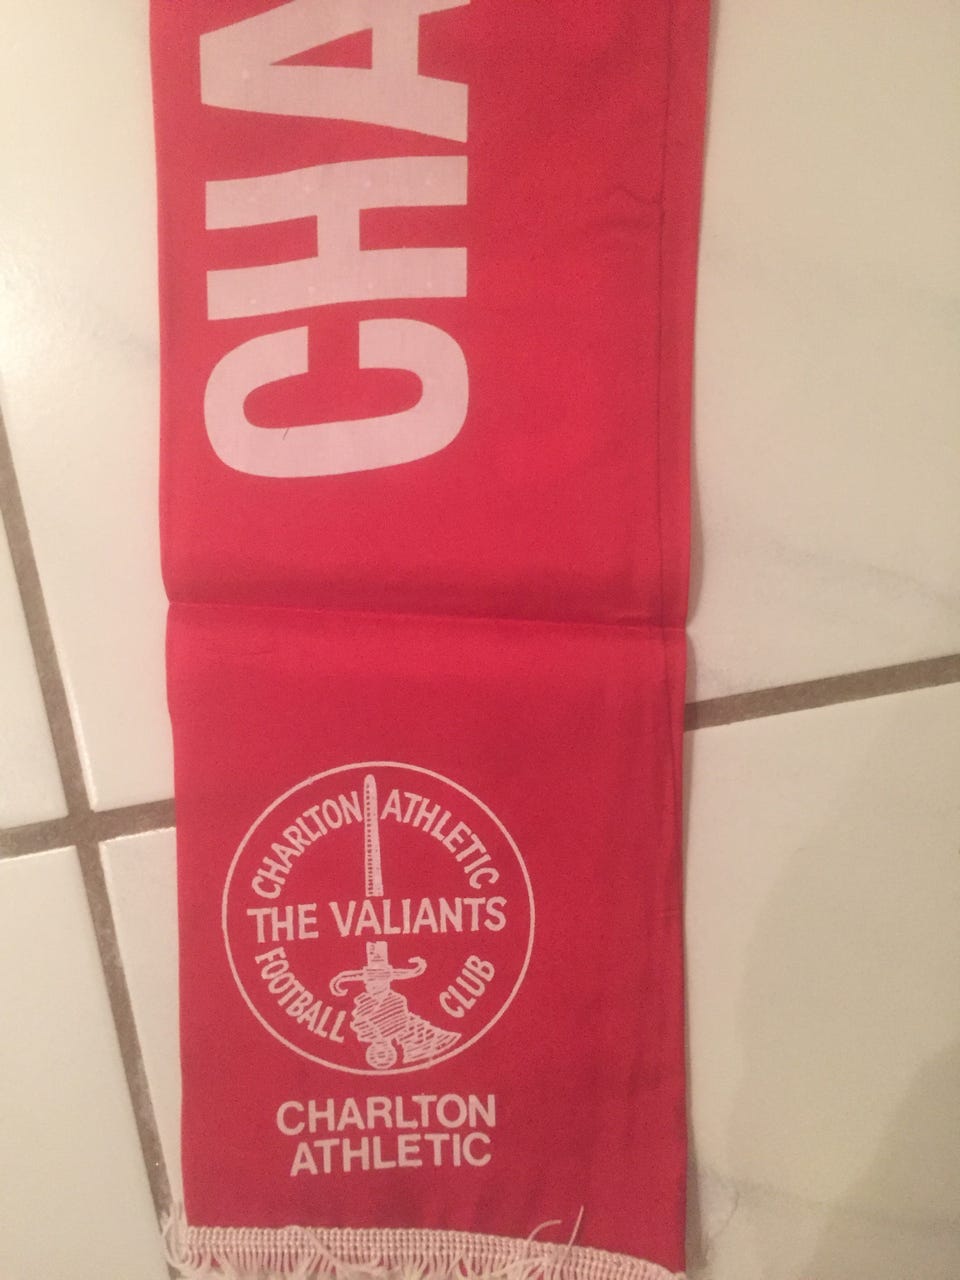 CHA
CHARLTON ATHLETIC
THE VALIANTS
FOOTBALL CLUB
CHARLTON
ATHLETIC